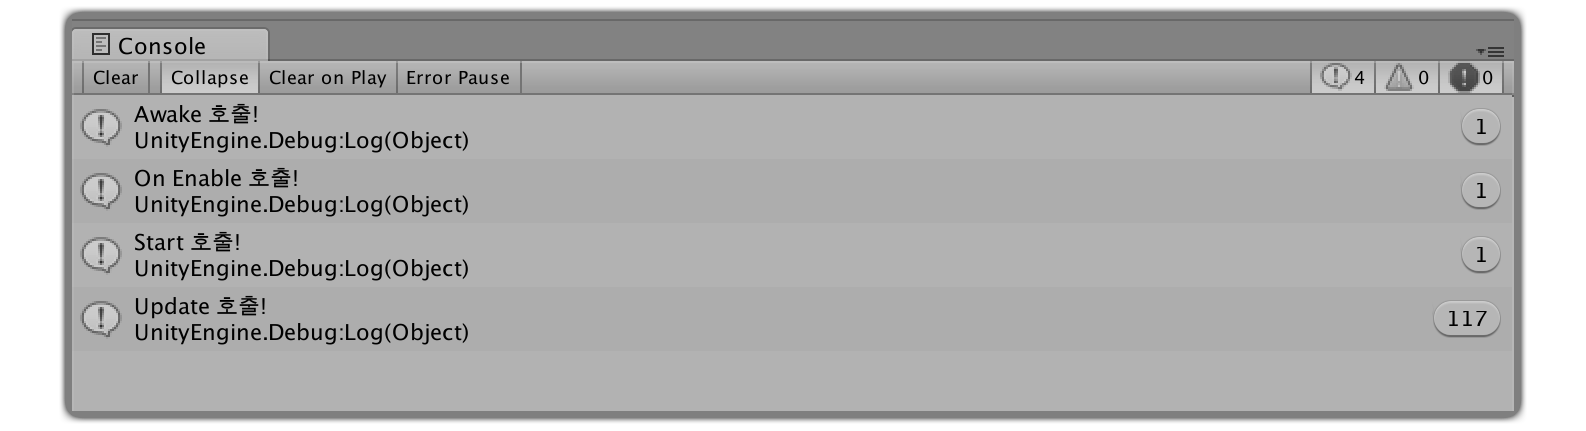 Console
Clear Collapse Clear on Play Error Pause 4 0 0
Awake 호출!
UnityEngine.Debug:Log(Object) 1
On Enable 호출!
UnityEngine.Debug:Log(Object) 1
Start 호출!
UnityEngine.Debug:Log(Object) 1
Update 호출!
UnityEngine.Debug:Log(Object) 117